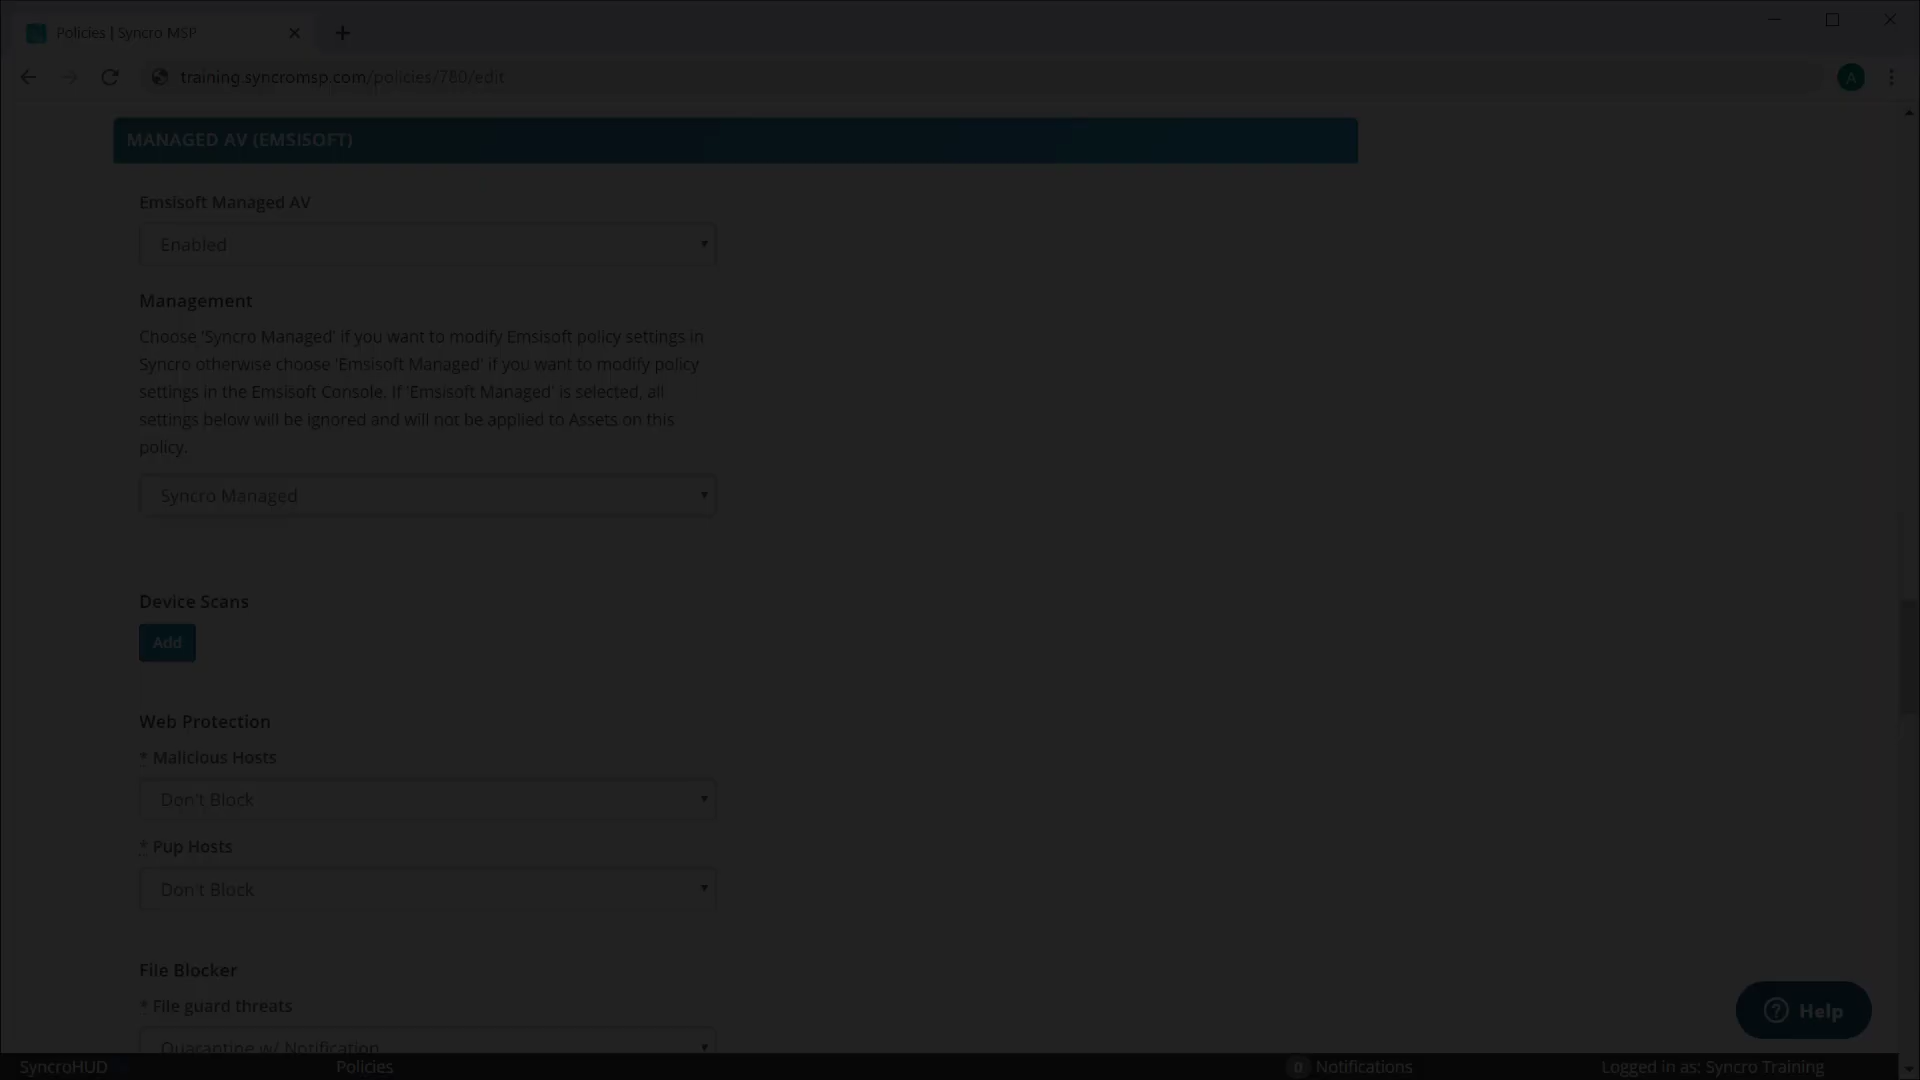 Policies | Syncro MSP
training.syncromsp.com/policies/780/edit
A
MANAGED AV (EMSISOFT)
Emsisoft Managed AV
Enabled
Management
Choose 'Syncro Managed' if you want to modify Emsisoft policy settings in
Syncro otherwise choose 'Emsisoft Managed' if you want to modify policy
settings in the Emsisoft Console. If 'Emsisoft Managed' is selected, all
settings below will be ignored and will not be applied to Assets on this
policy.
Syncro Managed
Device Scans
Add
Web Protection
* Malicious Hosts
Don't Block
* Pup Hosts
Don't Block
File Blocker
* File guard threats
Quarantine w/ Notification
? Help
SyncroHUD
Policies
0 Notifications
Logged in as: Syncro Training